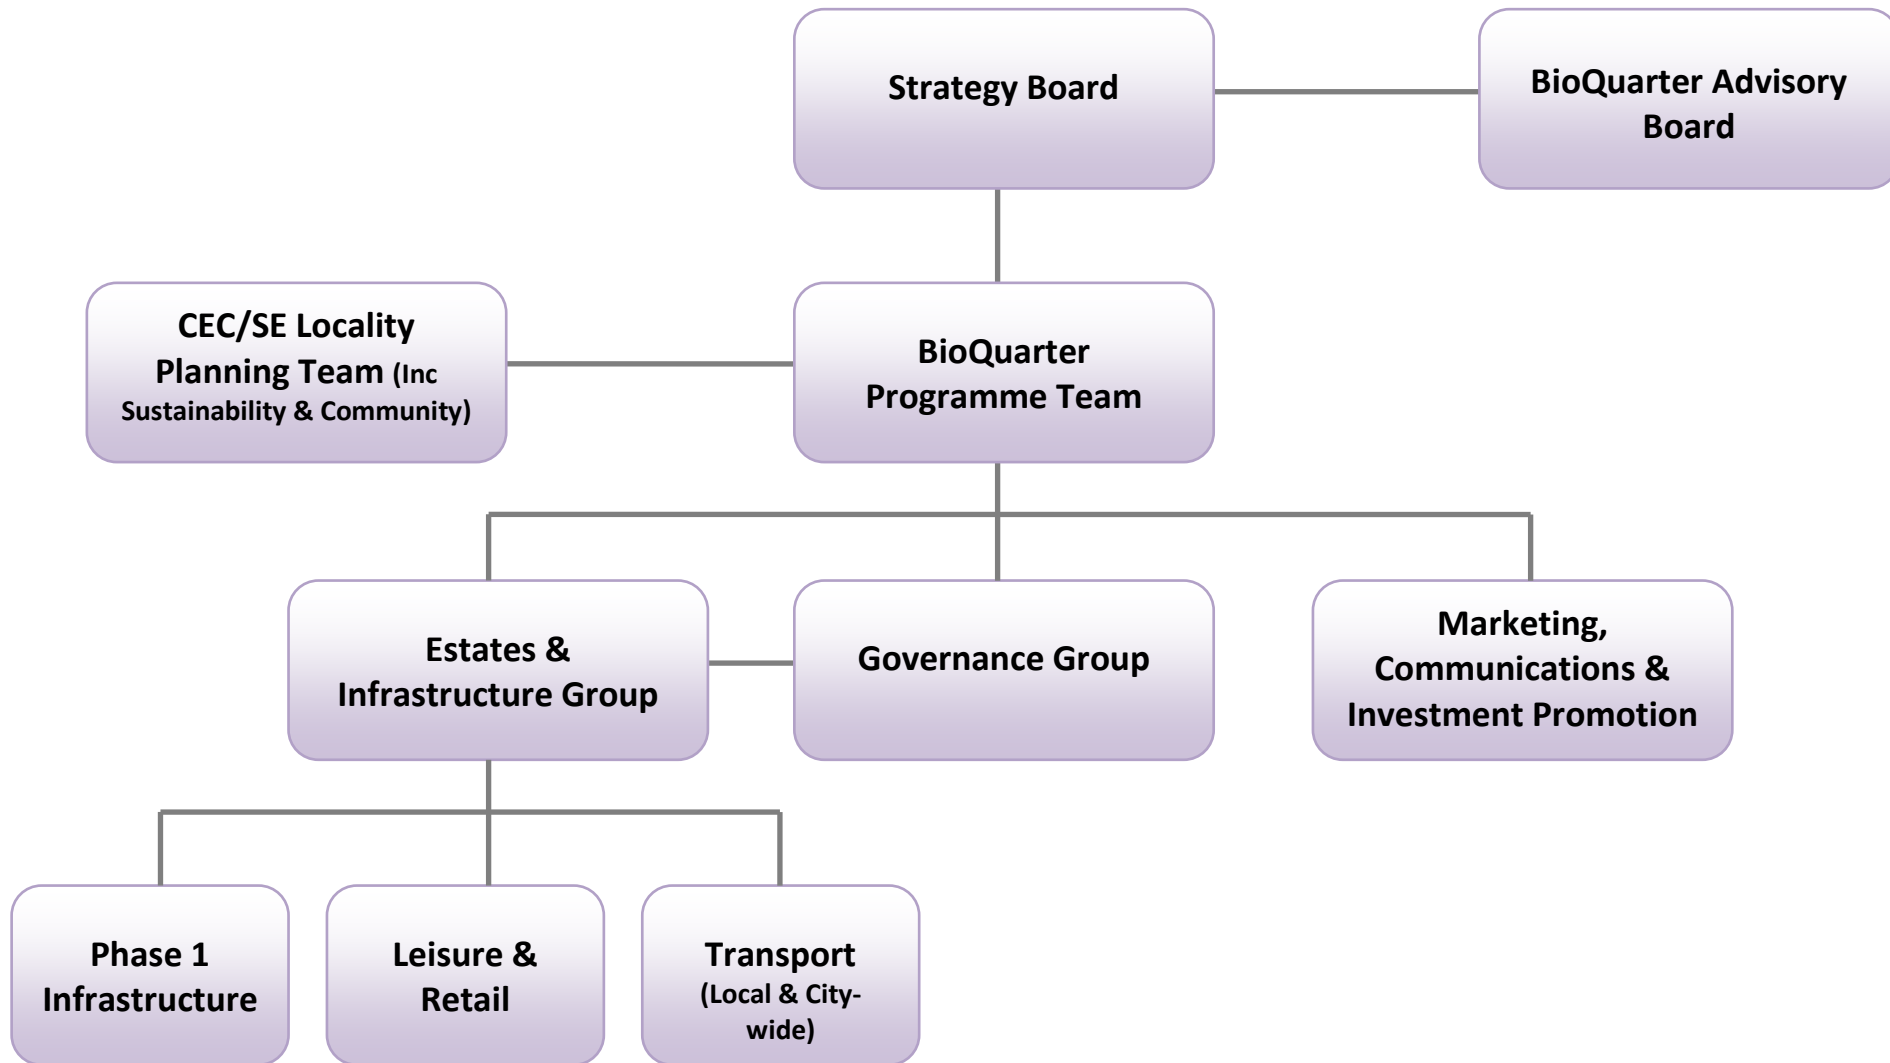 Strategy Board
BioQuarter Advisory
Board
CEC/SE Locality
Planning Team (Inc
Sustainability & Community)
BioQuarter
Programme Team
Estates &
Infrastructure Group
Governance Group
Marketing,
Communications &
Investment Promotion
Phase 1
Infrastructure
Leisure &
Retail
Transport
(Local & City-
wide)